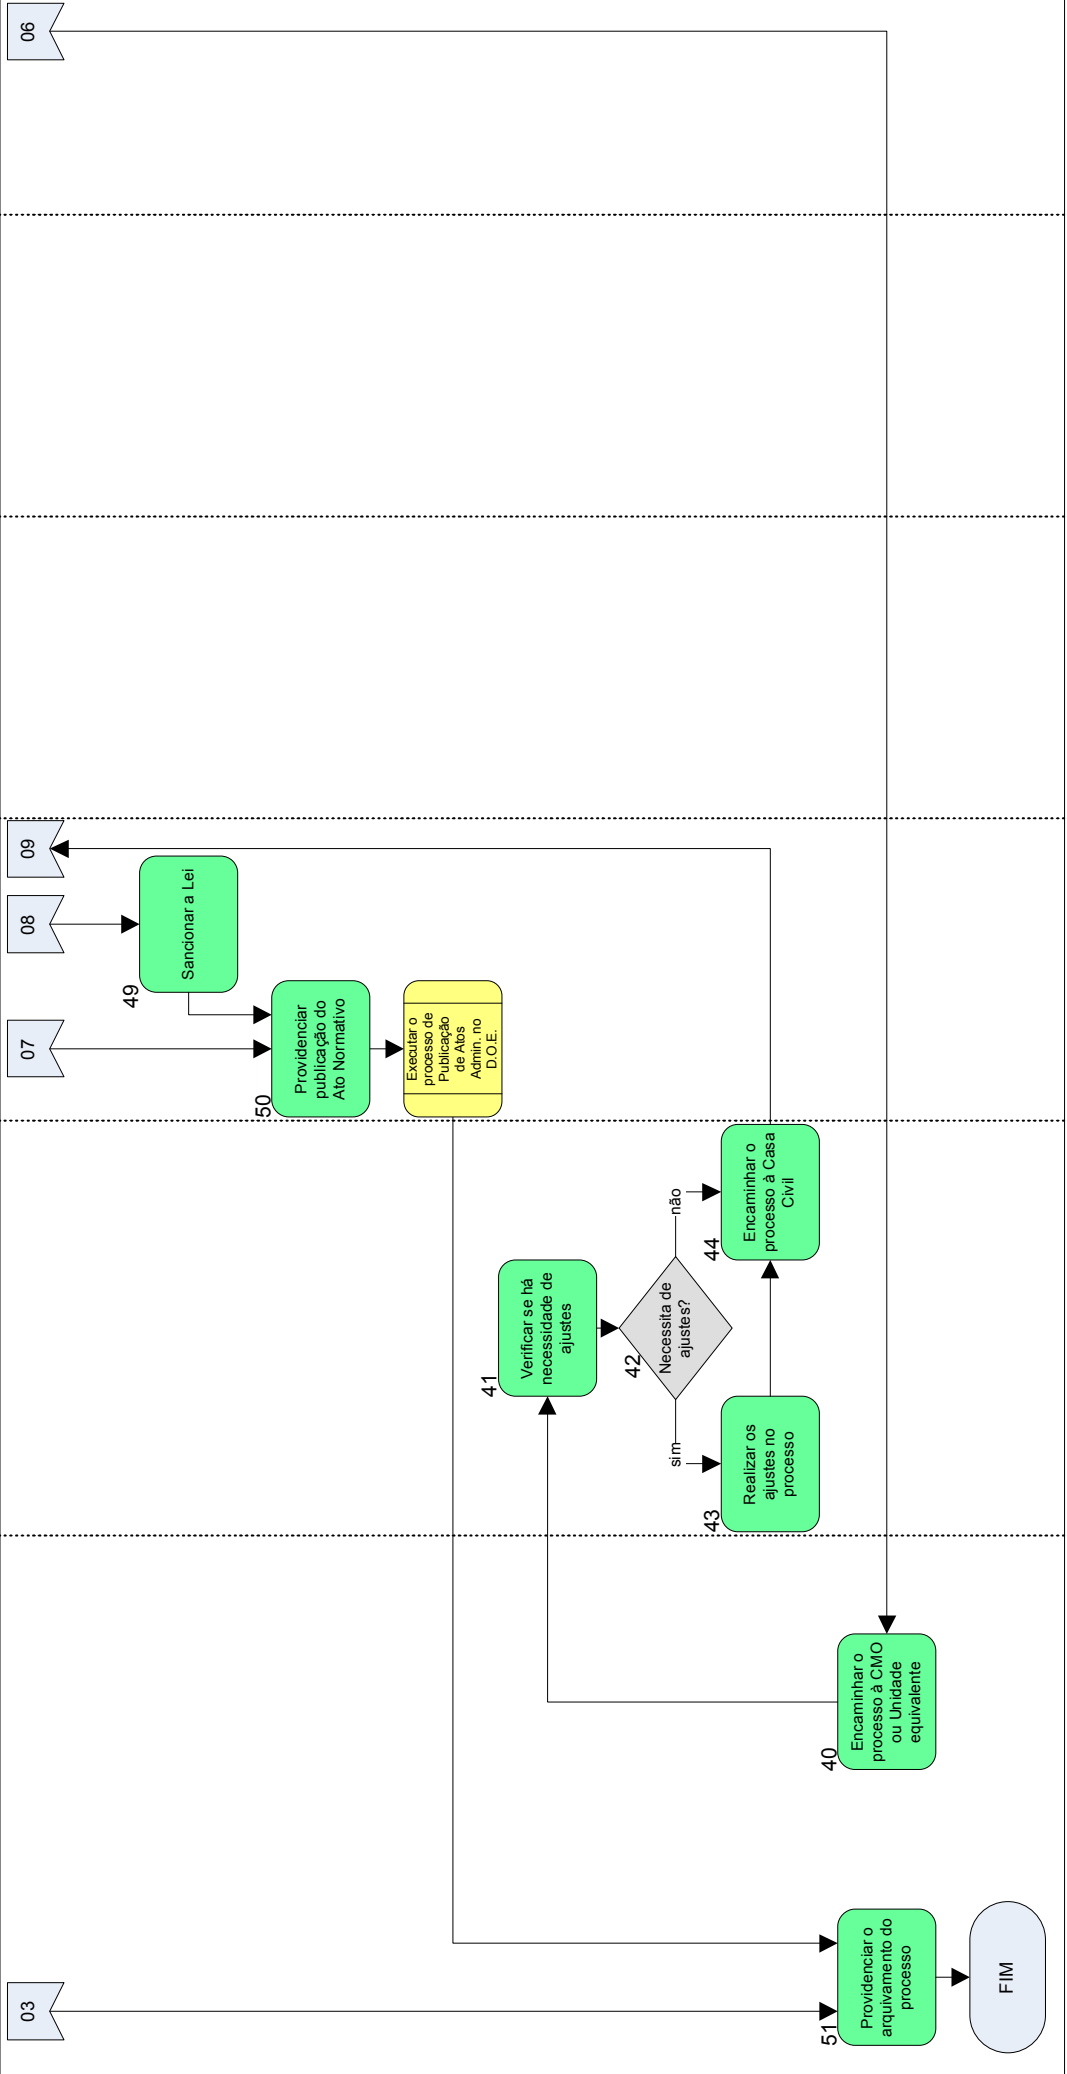 03
07
08
09
06
49
Sancionar a Lei
50
Providenciar
publicação do
Ato Normativo
Executar o
processo de
Publicação
de Atos
Admin. no
D.O.E.
41
Verificar se há
necessidade de
ajustes
42
Necessita de
ajustes?
sim
não
43
Realizar os
ajustes no
processo
44
Encaminhar o
processo à Casa
Civil
51
Providenciar o
arquivamento do
processo
40
Encaminhar o
processo à CMO
ou Unidade
equivalente
FIM